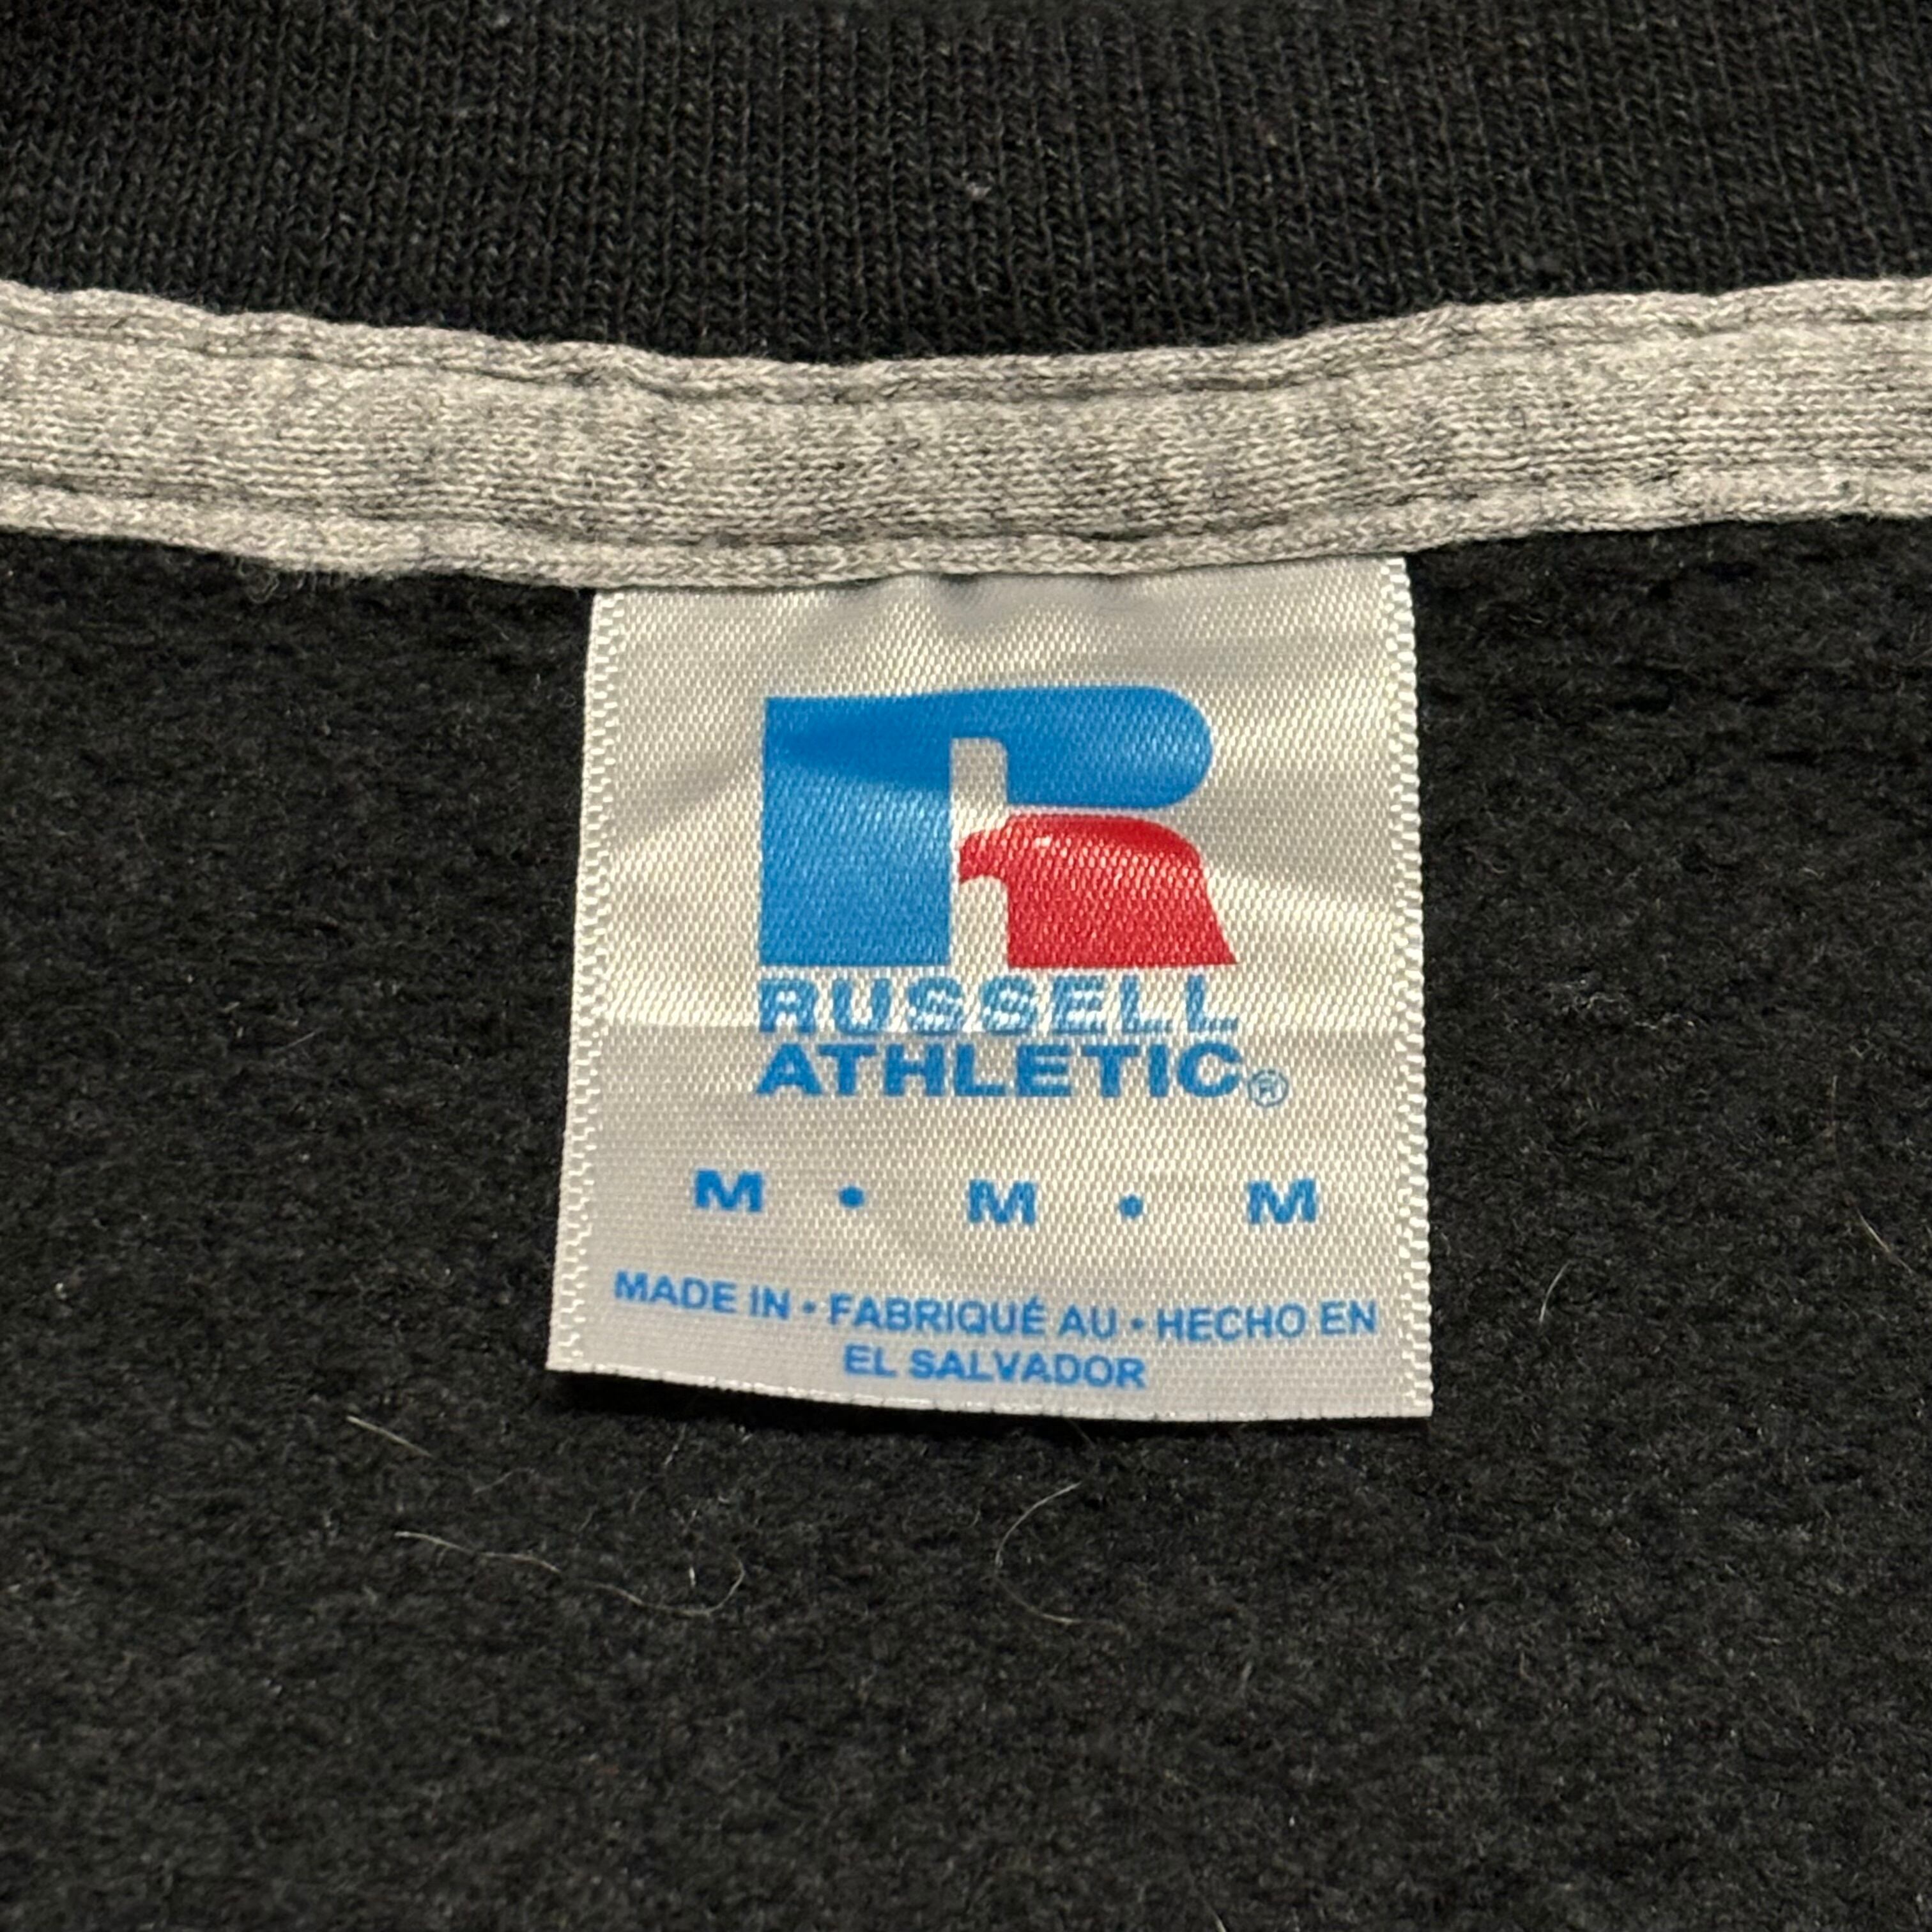 R
RUSSELL
ATHLETIC®
M • M • M
MADE IN • FABRIQUÉ AU • HECHO EN
EL SALVADOR